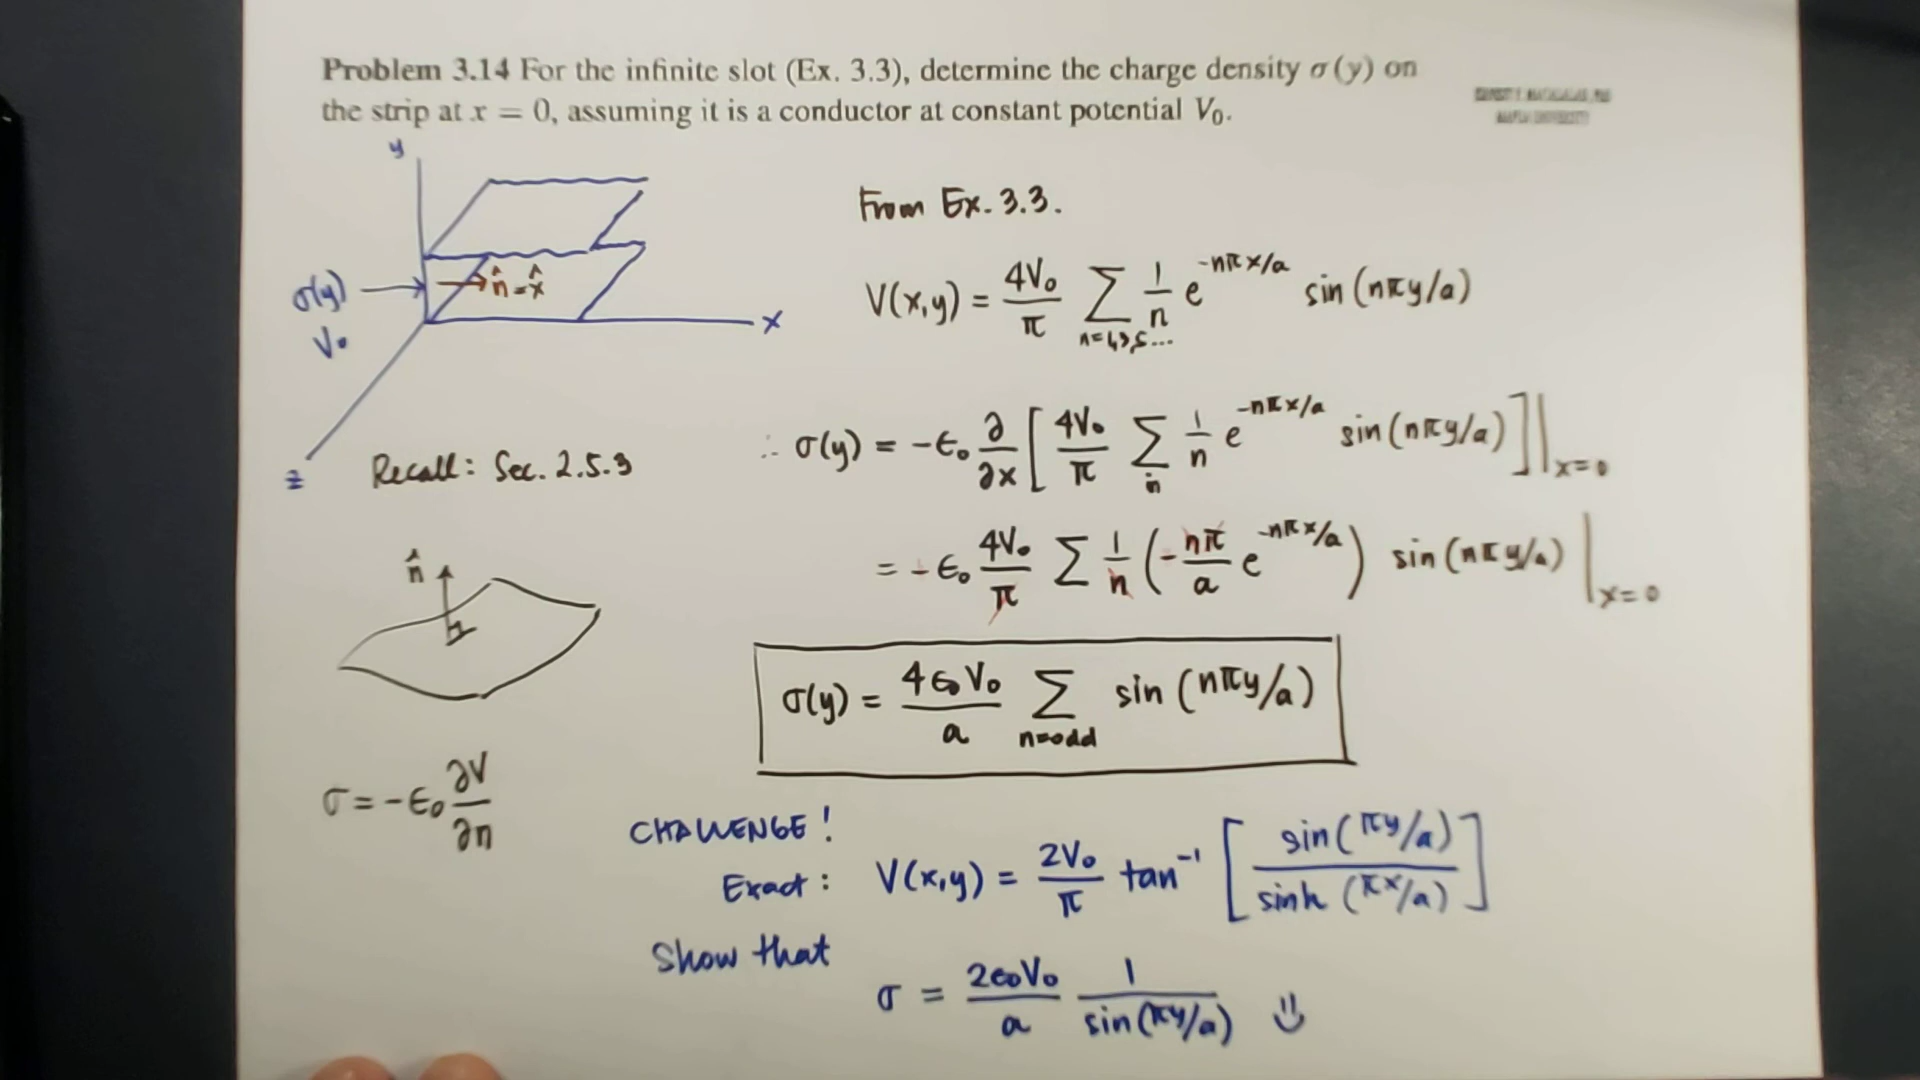 Problem 3.14 For the infinite slot (Ex. 3.3), determine the charge density σ(y) on
the strip at x = 0, assuming it is a conductor at constant potential V₀.
y
σ(y)
V₀
n̂ = x̂
x
z
From Ex. 3.3.
V(x,y) = 4V₀/π Σ n=1,3,5... 1/n e^(-nπx/a) sin(nπy/a)
∴ σ(y) = -ϵ₀ ∂/∂x [4V₀/π Σ n 1/n e^(-nπx/a) sin(nπy/a)]|x=0
= -ϵ₀ 4V₀/π Σ 1/n (-nπ/a e^(-nπx/a)) sin(nπy/a)|x=0
σ(y) = 4ϵ₀V₀/a Σ n=odd sin(nπy/a)
Recall: Sec. 2.5.3
n̂
σ = -ϵ₀ ∂V/∂n
CHALLENGE!
Exact: V(x,y) = 2V₀/π tan⁻¹ [sin(πy/a)/sinh(πx/a)]
Show that
σ = 2ϵ₀V₀/a 1/sin(πy/a)